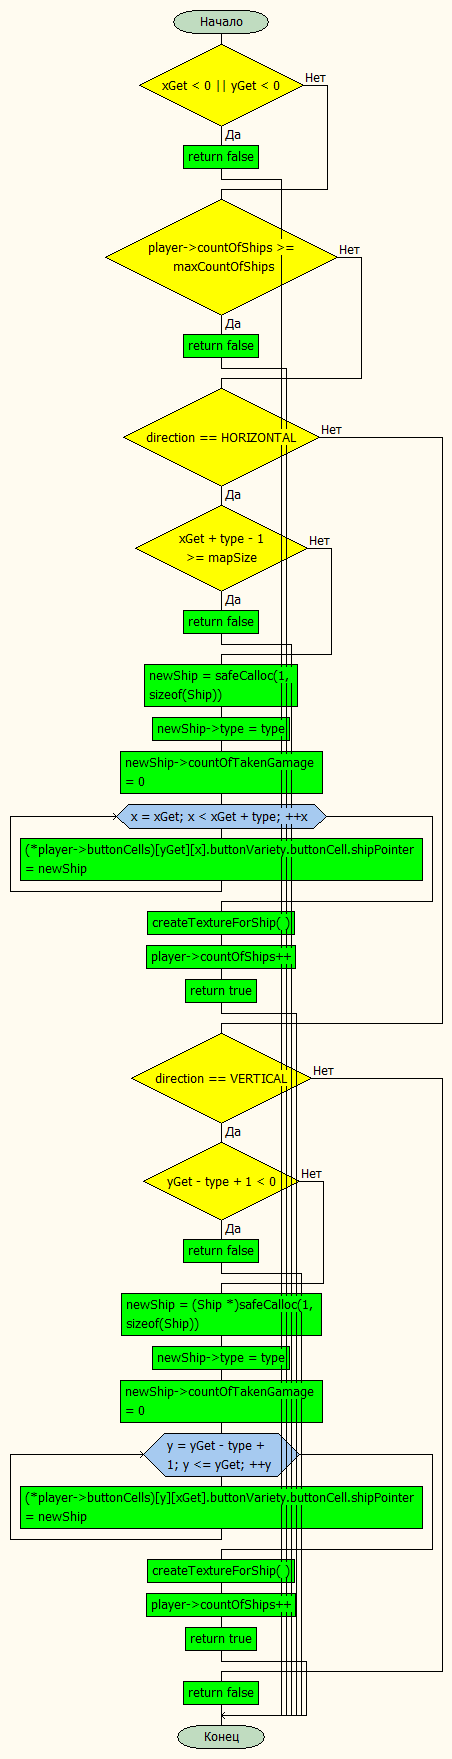 Начало
xGet < 0 || yGet < 0
Нет
Да
return false
player->countOfShips >=
maxCountOfShips
Нет
Да
return false
direction == HORIZONTAL
Нет
Да
xGet + type - 1
>= mapSize
Нет
Да
return false
newShip = safeCalloc(1,
sizeof(Ship))
newShip->type = type
newShip->countOfTakenGamage
= 0
x = xGet; x < xGet + type; ++x
(*player->buttonCells)[yGet][x].buttonVariety.buttonCell.shipPointer
= newShip
createTextureForShip( )
player->countOfShips++
return true
direction == VERTICAL
Нет
Да
yGet - type + 1 < 0
Нет
Да
return false
newShip = (Ship *)safeCalloc(1,
sizeof(Ship))
newShip->type = type
newShip->countOfTakenGamage
= 0
y = yGet - type +
1; y <= yGet; ++y
(*player->buttonCells)[y][xGet].buttonVariety.buttonCell.shipPointer
= newShip
createTextureForShip( )
player->countOfShips++
return true
return false
Конец